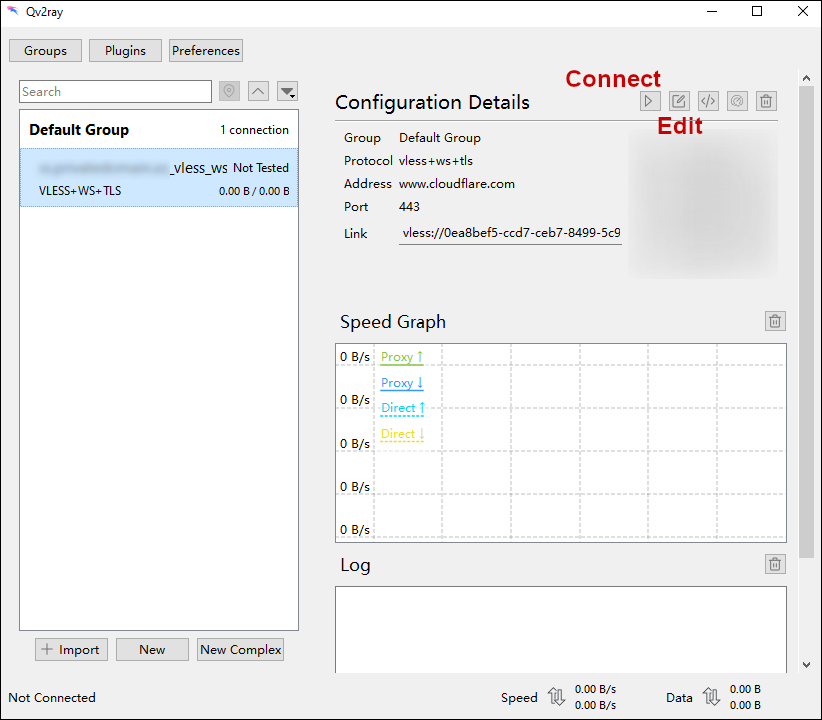 Qv2ray
Groups Plugins Preferences
Search
Default Group 1 connection
_vless_ws Not Tested
VLESS+WS+TLS 0.00 B / 0.00 B
Import New New Complex
Connect
Configuration Details
Edit
Group Default Group
Protocol vless+ws+tls
Address www.cloudflare.com
Port 443
Link vless://0ea8bef5-ccd7-ceb7-8499-5c9
Speed Graph
0 B/s Proxy ↑
Proxy ↓
0 B/s Direct ↑
Direct ↓
0 B/s
0 B/s
0 B/s
Log
Not Connected
Speed 0.00 B/s
0.00 B/s
Data 0.00 B
0.00 B